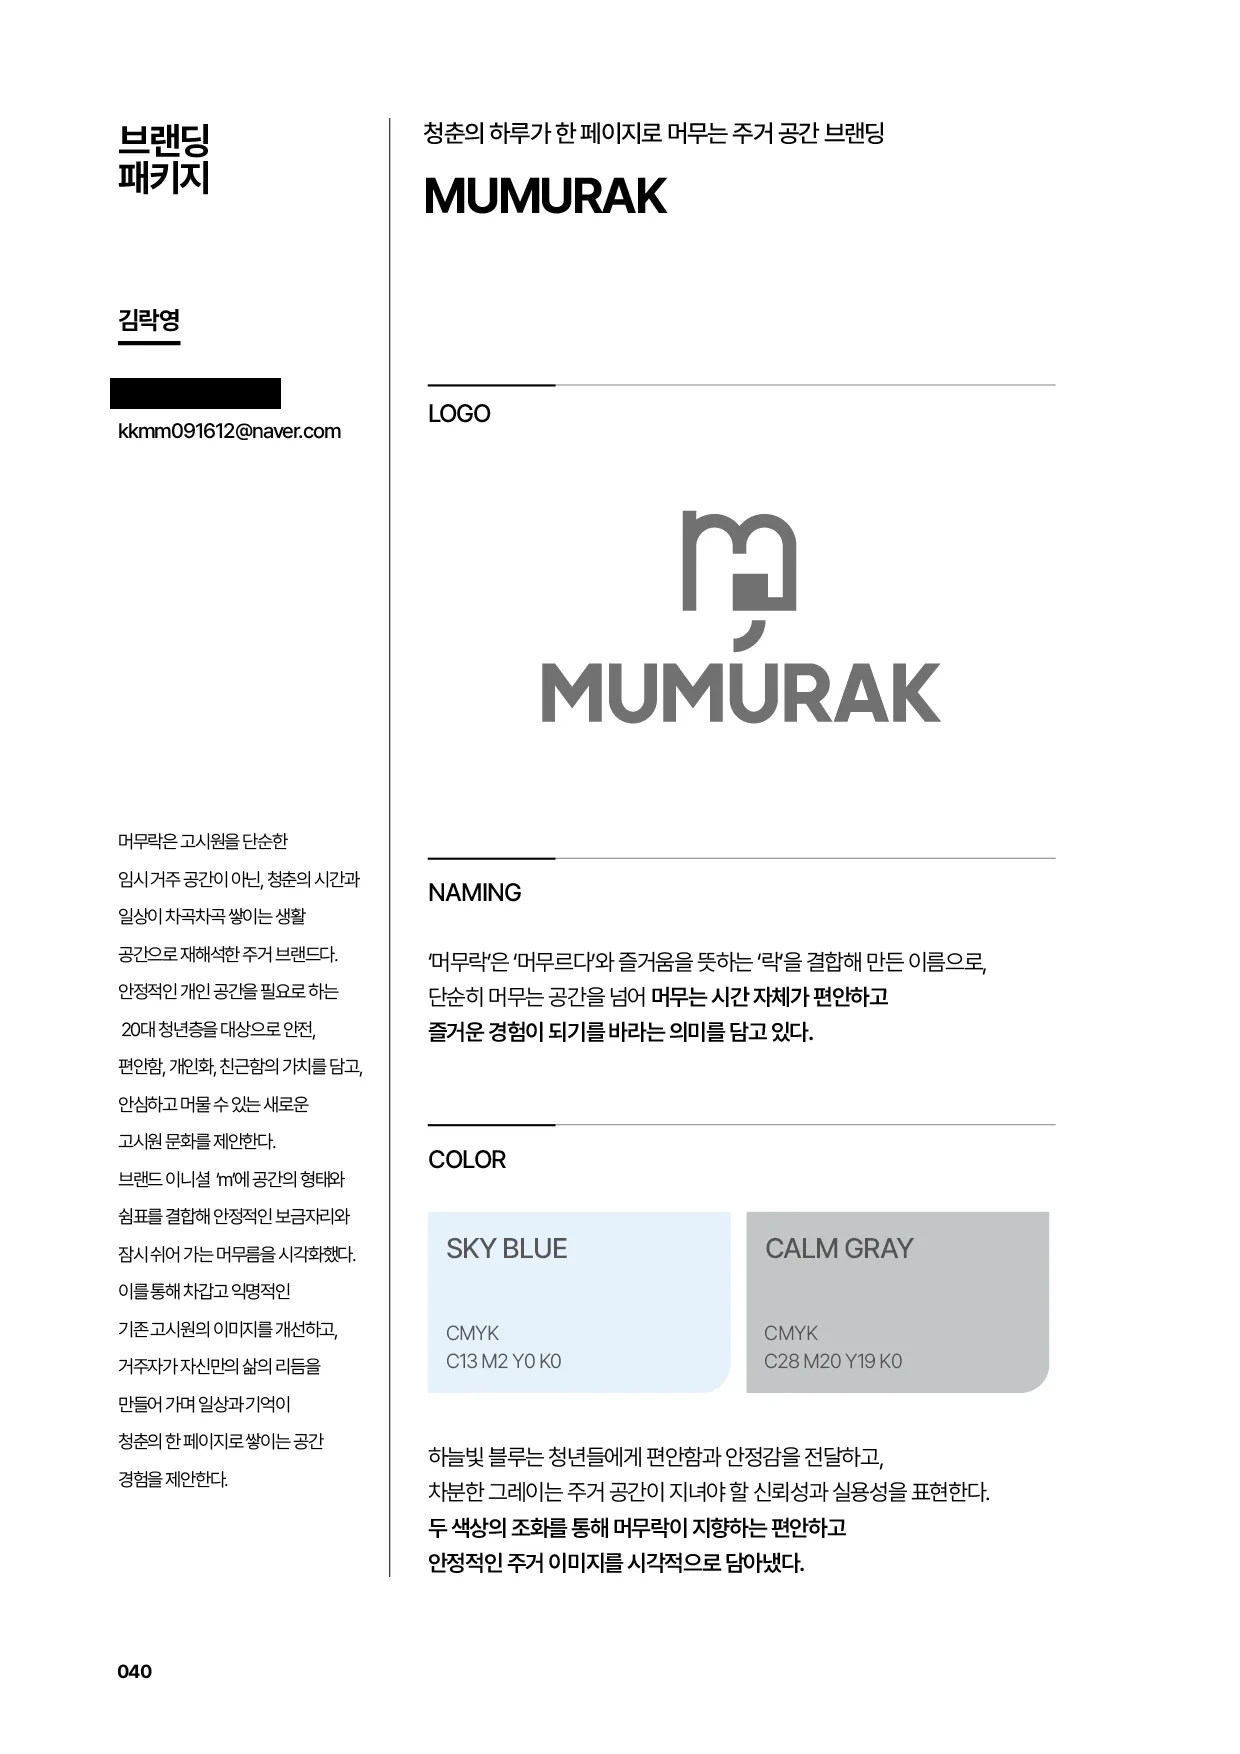 브랜딩
패키지
김락영
kkmm091612@naver.com
머무락은 고시원을 단순한
임시 거주 공간이 아닌, 청춘의 시간과
일상이 차곡차곡 쌓이는 생활
공간으로 재해석한 주거 브랜드다.
안정적인 개인 공간을 필요로 하는
20대 청년층을 대상으로 안전,
편안함, 개인화, 친근함의 가치를 담고,
안심하고 머물 수 있는 새로운
고시원 문화를 제안한다.
브랜드 이니셜 ‘m’에 공간의 형태와
쉼표를 결합해 안정적인 보금자리와
잠시 쉬어 가는 머무름을 시각화했다.
이를 통해 차갑고 익명적인
기존 고시원의 이미지를 개선하고,
거주자가 자신만의 삶의 리듬을
만들어 가며 일상과 기억이
청춘의 한 페이지로 쌓이는 공간
경험을 제안한다.
040
청춘의 하루가 한 페이지로 머무는 주거 공간 브랜딩
MUMURAK
LOGO
m
MUMURAK
NAMING
‘머무락’은 ‘머무르다’와 즐거움을 뜻하는 ‘락’을 결합해 만든 이름으로,
단순히 머무는 공간을 넘어 머무는 시간 자체가 편안하고
즐거운 경험이 되기를 바라는 의미를 담고 있다.
COLOR
SKY BLUE
CMYK
C13 M2 Y0 K0
CALM GRAY
CMYK
C28 M20 Y19 K0
하늘빛 블루는 청년들에게 편안함과 안정감을 전달하고,
차분한 그레이는 주거 공간이 지녀야 할 신뢰성과 실용성을 표현한다.
두 색상의 조화를 통해 머무락이 지향하는 편안하고
안정적인 주거 이미지를 시각적으로 담아냈다.